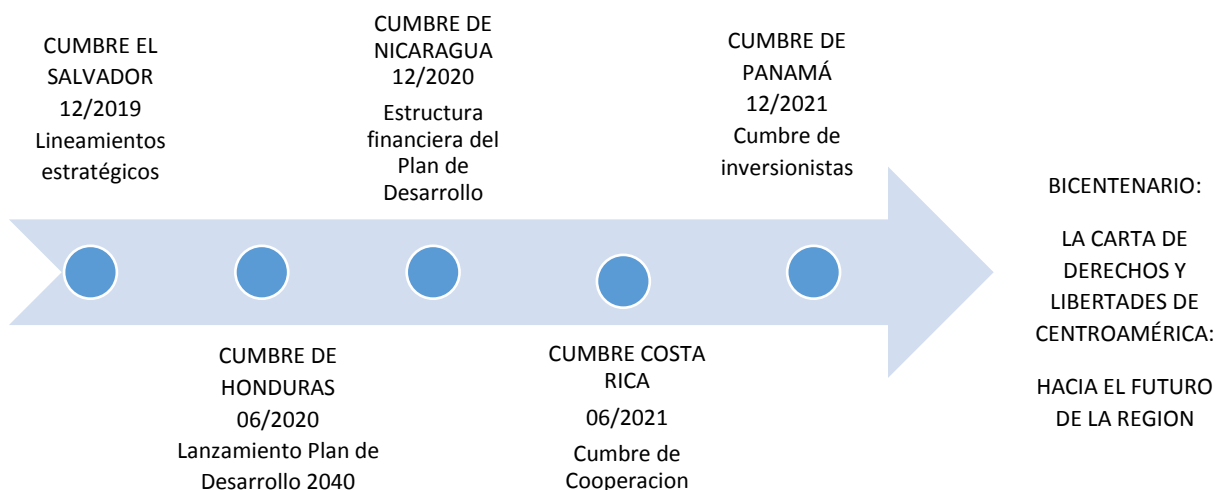 CUMBRE EL
SALVADOR
12/2019
Lineamientos
estratégicos
CUMBRE DE
HONDURAS
06/2020
Lanzamiento Plan de
Desarrollo 2040
CUMBRE DE
NICARAGUA
12/2020
Estructura
financiera del
Plan de
Desarrollo
CUMBRE COSTA
RICA
06/2021
Cumbre de
Cooperacion
CUMBRE DE
PANAMÁ
12/2021
Cumbre de
inversionistas
BICENTENARIO:
LA CARTA DE
DERECHOS Y
LIBERTADES DE
CENTROAMÉRICA:
HACIA EL FUTURO
DE LA REGION